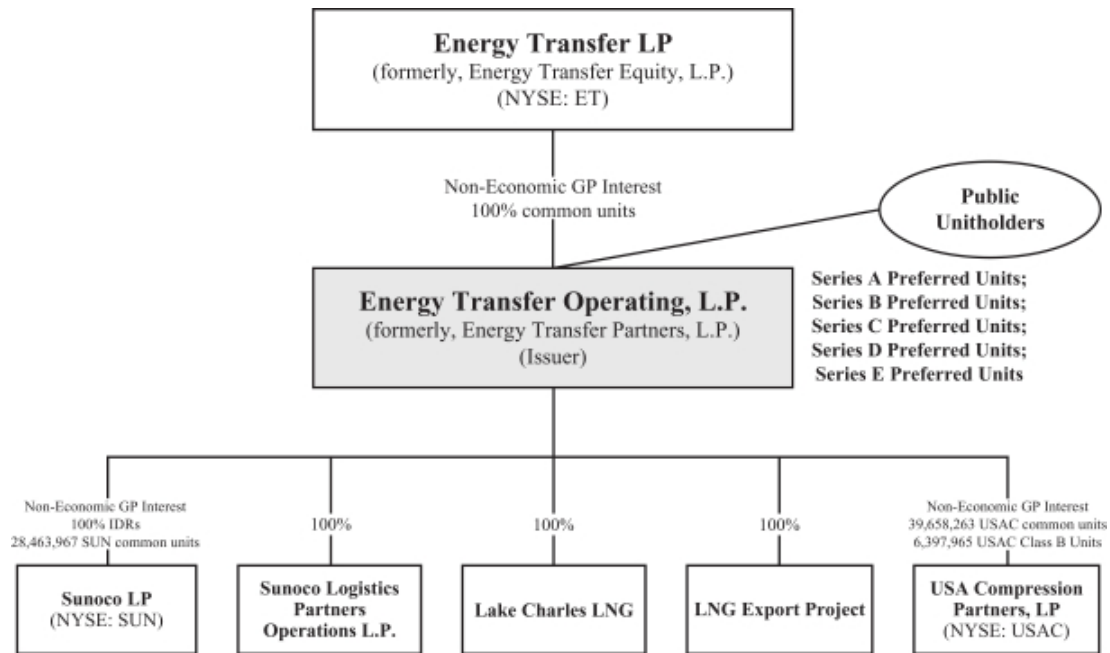 Energy Transfer LP
(formerly, Energy Transfer Equity, L.P.)
(NYSE: ET)
Non-Economic GP Interest
100% common units
Public
Unitholders
Energy Transfer Operating, L.P.
(formerly, Energy Transfer Partners, L.P.)
(Issuer)
Series A Preferred Units;
Series B Preferred Units;
Series C Preferred Units;
Series D Preferred Units;
Series E Preferred Units
Non-Economic GP Interest
100% IDRs
28,463,967 SUN common units
100%
100%
100%
Non-Economic GP Interest
39,658,263 USAC common units
6,397,965 USAC Class B Units
Sunoco LP
(NYSE: SUN)
Sunoco Logistics
Partners
Operations L.P.
Lake Charles LNG
LNG Export Project
USA Compression
Partners, LP
(NYSE: USAC)